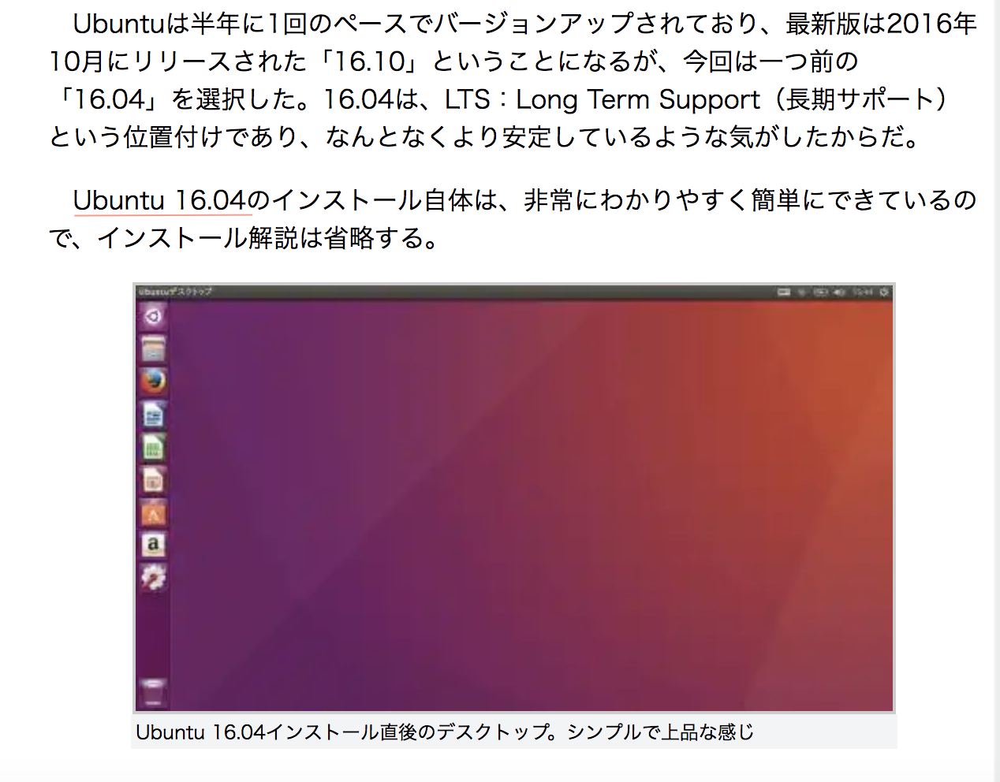 Ubuntuは半年に1回のペースでバージョンアップされており、最新版は2016年
10月にリリースされた「16.10」ということになるが、今回は一つ前の
「16.04」を選択した。16.04は、LTS：Long Term Support（長期サポート）
という位置付けであり、なんとなくより安定しているような気がしたからだ。
Ubuntu 16.04のインストール自体は、非常にわかりやすく簡単にできているの
で、インストール解説は省略する。
Ubuntuデスクトップ
a
Ubuntu 16.04インストール直後のデスクトップ。シンプルで上品な感じ